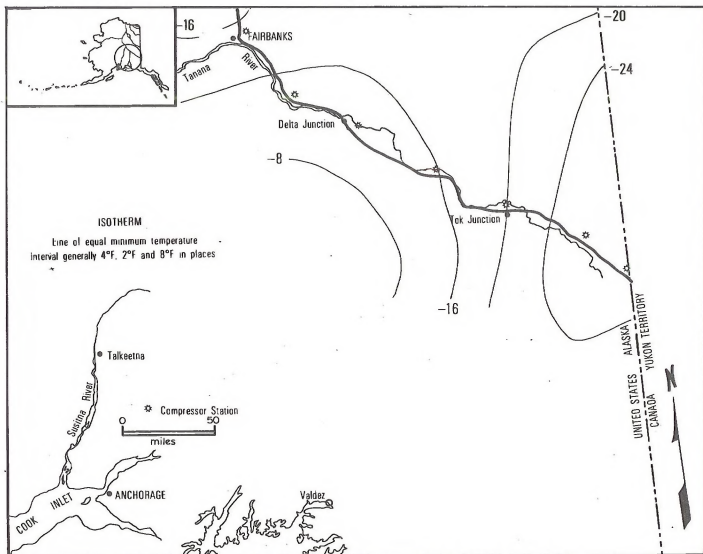 -16
FAIRBANKS
Tanana River
-20
-24
Delta Junction
-8
Tok Junction
ISOTHERM
Line of equal minimum temperature
Interval generally 4°F, 2°F and 8°F in places
-16
ALASKA
YUKON TERRITORY
UNITED STATES
CANADA
N
Talkeetna
Susitna River
Compressor Station
0 50
miles
ANCHORAGE
COOK INLET
Valdez